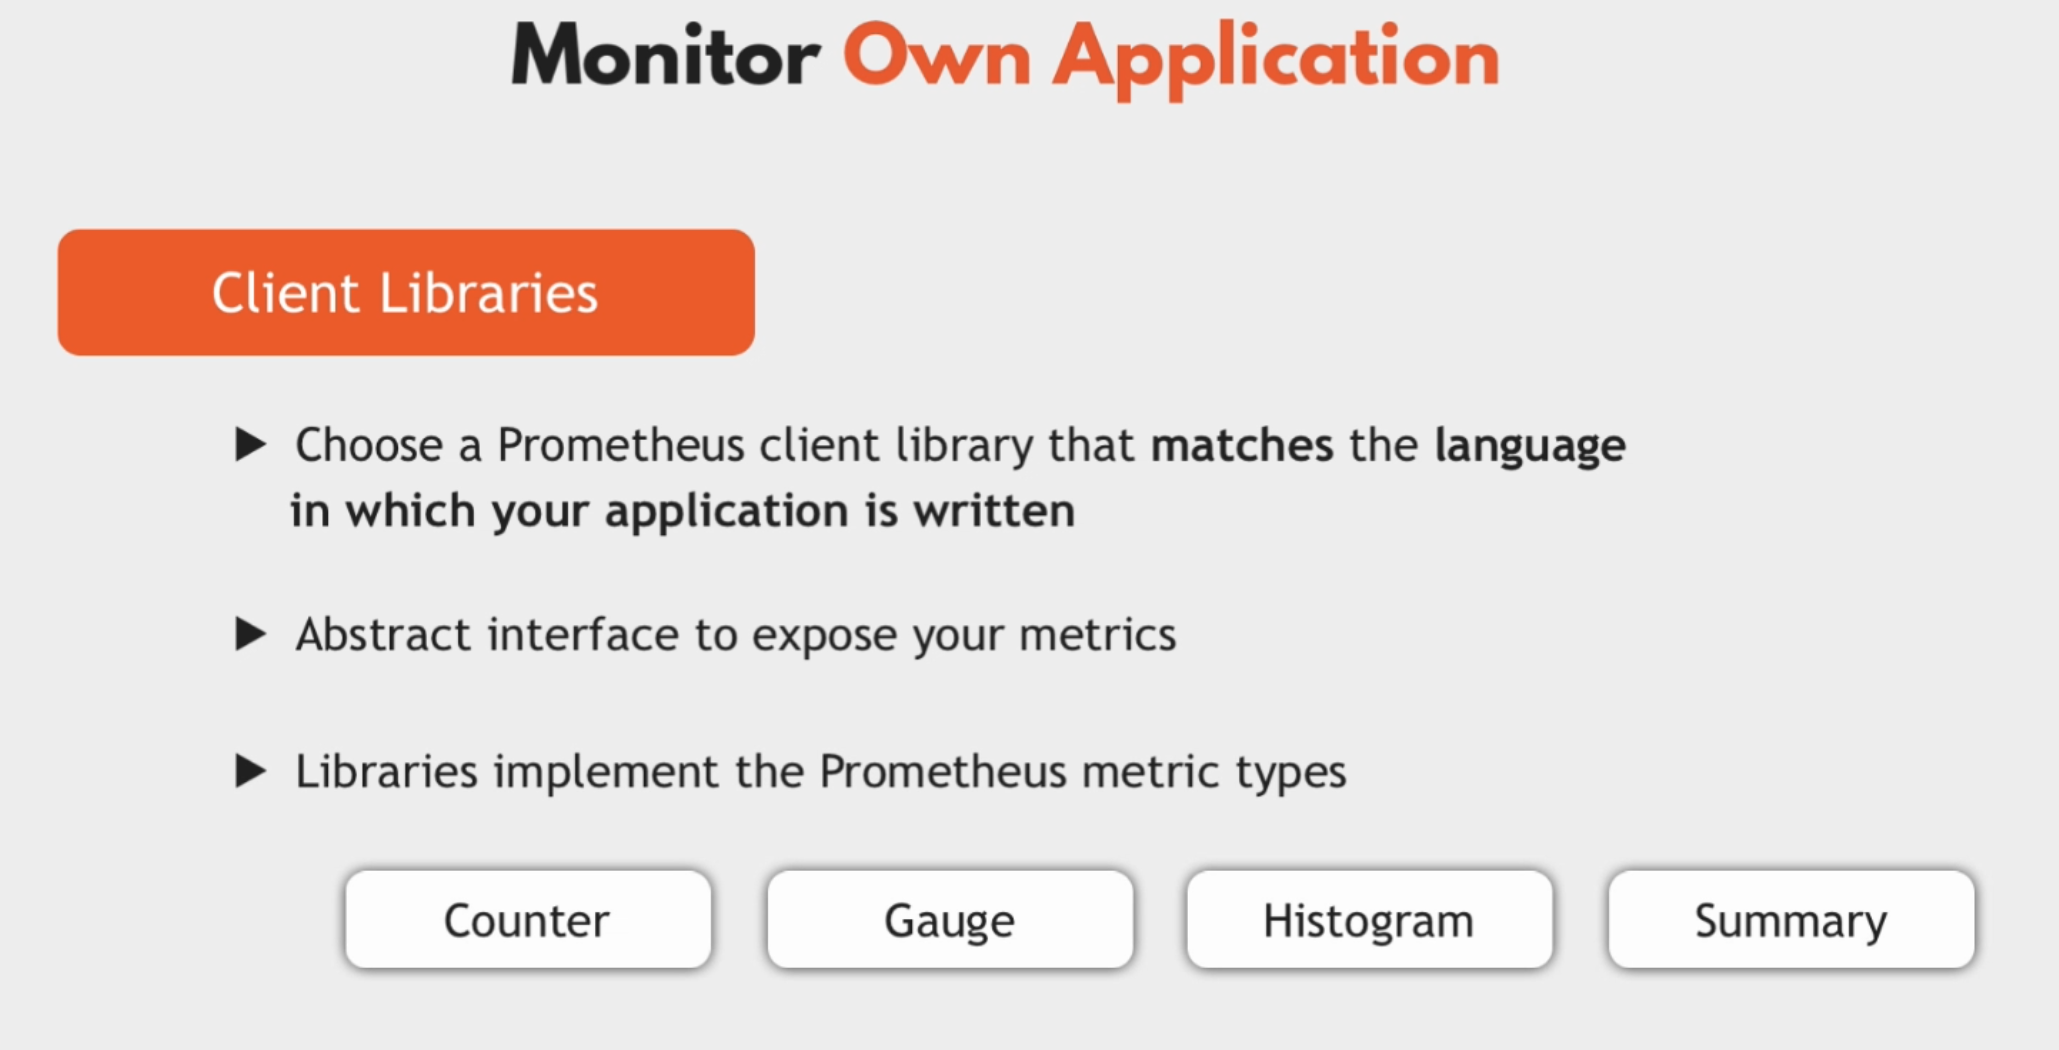 Monitor Own Application
Client Libraries
Choose a Prometheus client library that matches the language
in which your application is written
Abstract interface to expose your metrics
Libraries implement the Prometheus metric types
Counter Gauge Histogram Summary